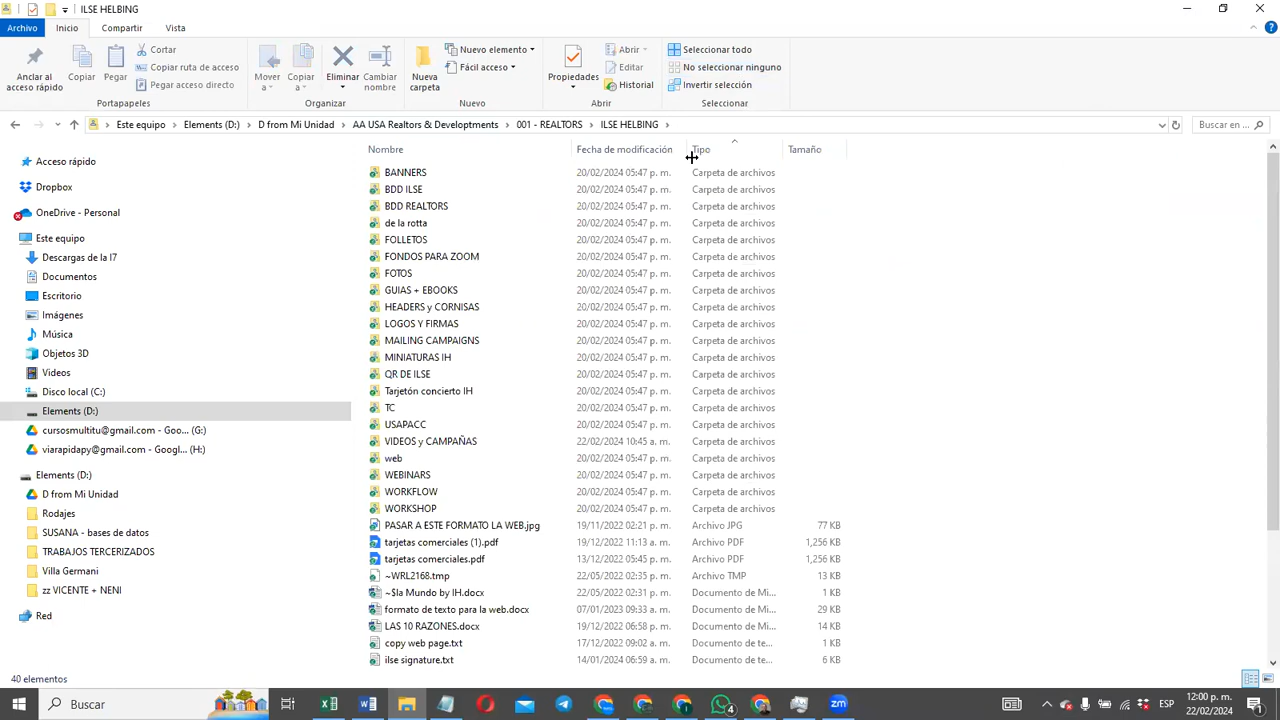 ILSE HELBING
Archivo Inicio Compartir Vista
Anclar al acceso rápido
Copiar
Pegar
Cortar
Copiar ruta de acceso
Pegar acceso directo
Portapapeles
Mover a
Copiar a
Eliminar
Cambiar nombre
Organizar
Nueva carpeta
Nuevo elemento
Fácil acceso
Nuevo
Propiedades
Abrir
Editar
Historial
Abrir
Seleccionar todo
No seleccionar ninguno
Invertir selección
Seleccionar
Este equipo > Elements (D:) > D from Mi Unidad > AA USA Realtors & Developtments > 001 - REALTORS > ILSE HELBING >
Buscar en ...
Acceso rápido
Dropbox
OneDrive - Personal
Este equipo
Descargas de la I7
Documentos
Escritorio
Imágenes
Música
Objetos 3D
Videos
Disco local (C:)
Elements (D:)
cursosmultitu@gmail.com - Goo... (G:)
viarapidapy@gmail.com - Googl... (H:)
Elements (D:)
D from Mi Unidad
Rodajes
SUSANA - bases de datos
TRABAJOS TERCERIZADOS
Villa Germani
zz VICENTE + NENI
Red
Nombre Fecha de modificación Tipo Tamaño
BANNERS 20/02/2024 05:47 p. m. Carpeta de archivos
BDD ILSE 20/02/2024 05:47 p. m. Carpeta de archivos
BDD REALTORS 20/02/2024 05:47 p. m. Carpeta de archivos
de la rotta 20/02/2024 05:47 p. m. Carpeta de archivos
FOLLETOS 20/02/2024 05:47 p. m. Carpeta de archivos
FONDOS PARA ZOOM 20/02/2024 05:47 p. m. Carpeta de archivos
FOTOS 20/02/2024 05:47 p. m. Carpeta de archivos
GUIAS + EBOOKS 20/02/2024 05:47 p. m. Carpeta de archivos
HEADERS y CORNISAS 20/02/2024 05:47 p. m. Carpeta de archivos
LOGOS Y FIRMAS 20/02/2024 05:47 p. m. Carpeta de archivos
MAILING CAMPAIGNS 20/02/2024 05:47 p. m. Carpeta de archivos
MINIATURAS IH 20/02/2024 05:47 p. m. Carpeta de archivos
QR DE ILSE 20/02/2024 05:47 p. m. Carpeta de archivos
Tarjetón concierto IH 20/02/2024 05:47 p. m. Carpeta de archivos
TC 20/02/2024 05:47 p. m. Carpeta de archivos
USAPACC 20/02/2024 05:47 p. m. Carpeta de archivos
VIDEOS y CAMPAÑAS 22/02/2024 10:45 a. m. Carpeta de archivos
web 20/02/2024 05:47 p. m. Carpeta de archivos
WEBINARS 20/02/2024 05:47 p. m. Carpeta de archivos
WORKFLOW 20/02/2024 05:47 p. m. Carpeta de archivos
WORKSHOP 20/02/2024 05:47 p. m. Carpeta de archivos
PASAR A ESTE FORMATO LA WEB.jpg 19/11/2022 02:21 p. m. Archivo JPG 77 KB
tarjetas comerciales (1).pdf 19/12/2022 11:13 a. m. Archivo PDF 1,256 KB
tarjetas comerciales.pdf 13/12/2022 05:45 p. m. Archivo PDF 1,256 KB
~WRL2168.tmp 22/05/2022 02:35 p. m. Archivo TMP 13 KB
~$la Mundo by IH.docx 22/05/2022 02:31 p. m. Documento de Mi... 1 KB
formato de texto para la web.docx 07/01/2023 09:33 a. m. Documento de Mi... 29 KB
LAS 10 RAZONES.docx 19/12/2022 06:58 p. m. Documento de Mi... 14 KB
copy web page.txt 17/12/2022 09:02 a. m. Documento de te... 1 KB
ilse signature.txt 14/01/2024 06:59 a. m. Documento de te... 6 KB
40 elementos
Buscar
4
ESP
12:00 p. m.
22/02/2024
1